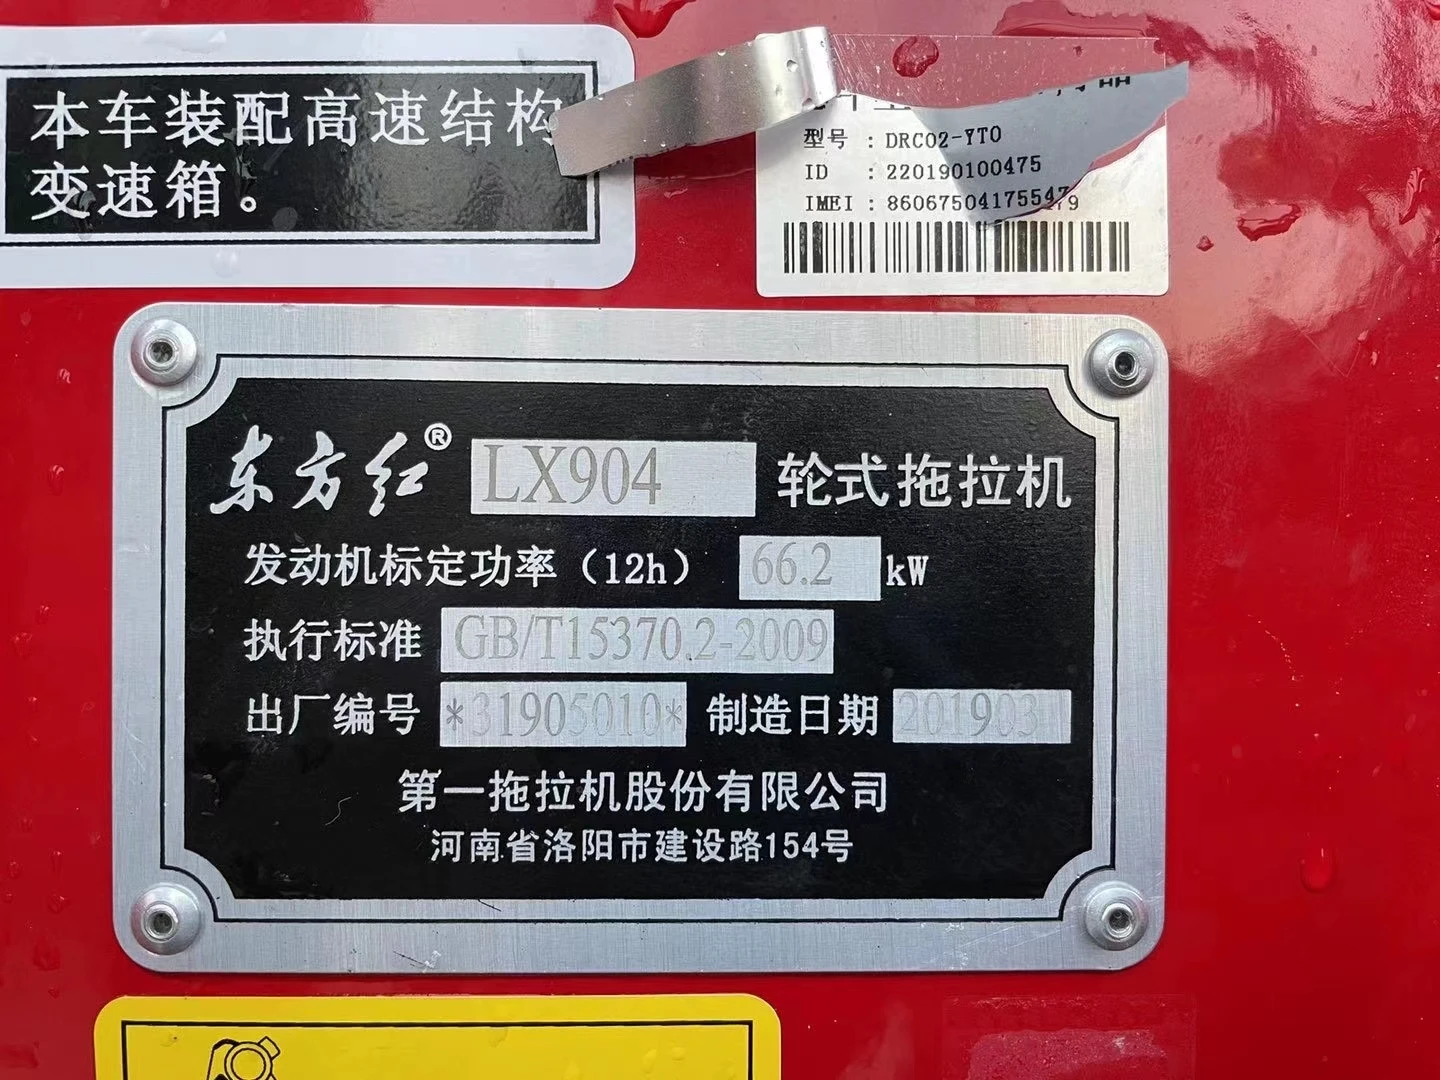 本车装配高速结构
变速箱。
型号 : DRC02-YTO
ID : 220190100475
IMEI : 860675041755479
东方红® LX904 轮式拖拉机
发动机标定功率（12h） 66.2 kW
执行标准 GB/T15370.2-2009
出厂编号 *31905010* 制造日期 201903
第一拖拉机股份有限公司
河南省洛阳市建设路154号